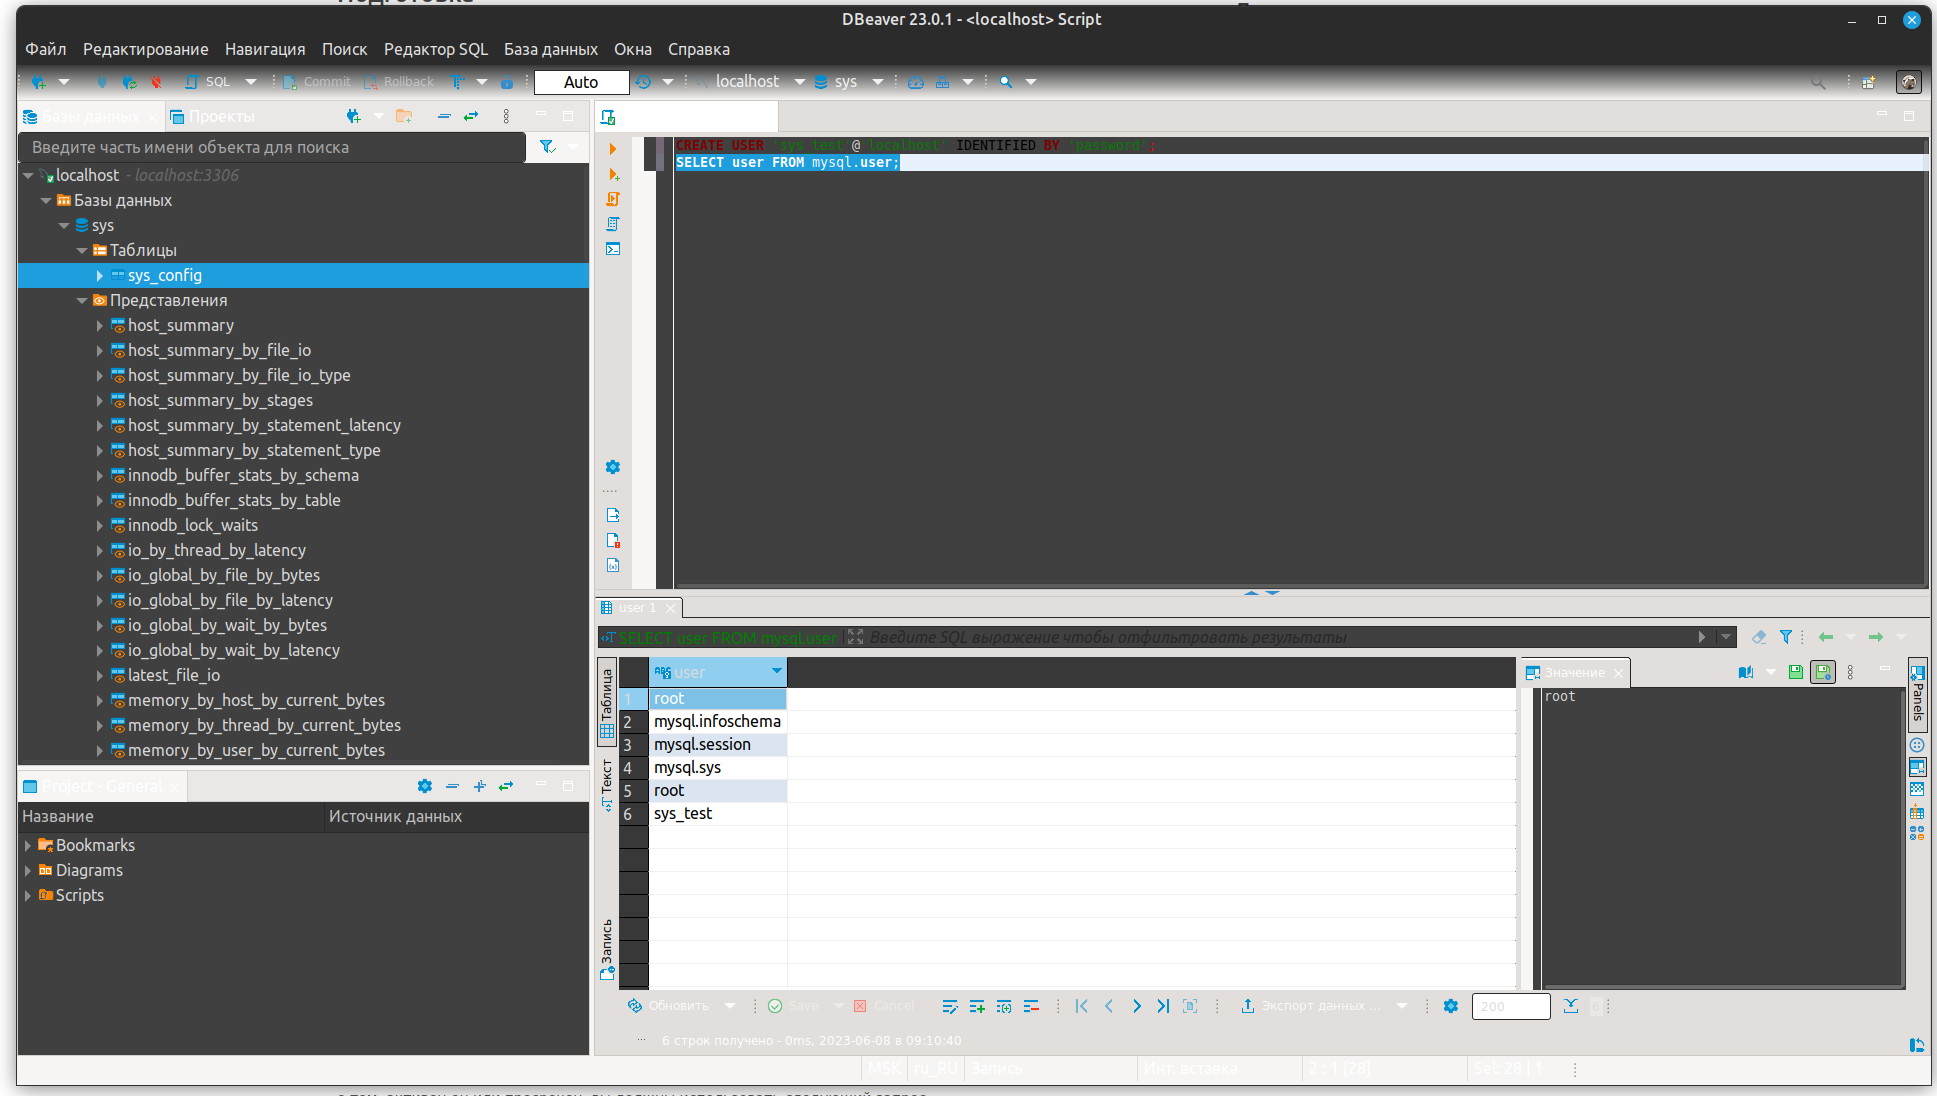 DBeaver 23.0.1 - <localhost> Script
Файл Редактирование Навигация Поиск Редактор SQL База данных Окна Справка
SQL Commit Rollback Auto localhost sys
Базы данных Проекты
Введите часть имени объекта для поиска
localhost - localhost:3306
Базы данных
sys
Таблицы
sys_config
Представления
host_summary
host_summary_by_file_io
host_summary_by_file_io_type
host_summary_by_stages
host_summary_by_statement_latency
host_summary_by_statement_type
innodb_buffer_stats_by_schema
innodb_buffer_stats_by_table
innodb_lock_waits
io_by_thread_by_latency
io_global_by_file_by_bytes
io_global_by_file_by_latency
io_global_by_wait_by_bytes
io_global_by_wait_by_latency
latest_file_io
memory_by_host_by_current_bytes
memory_by_thread_by_current_bytes
memory_by_user_by_current_bytes
Project - General
Название Источник данных
Bookmarks
Diagrams
Scripts
CREATE USER 'sys_test'@'localhost' IDENTIFIED BY 'password';
SELECT user FROM mysql.user;
user 1
SELECT user FROM mysql.user Введите SQL выражение чтобы отфильтровать результаты
Таблица
Текст
Запись
user
1 root
2 mysql.infoschema
3 mysql.session
4 mysql.sys
5 root
6 sys_test
Значение
root
Panels
Обновить Save Cancel Экспорт данных ... 200
6 строк получено - 0ms, 2023-06-08 в 09:10:40
MSK ru_RU Запись Инт. вставка 2 : 1 [28] Sel: 28 | 1